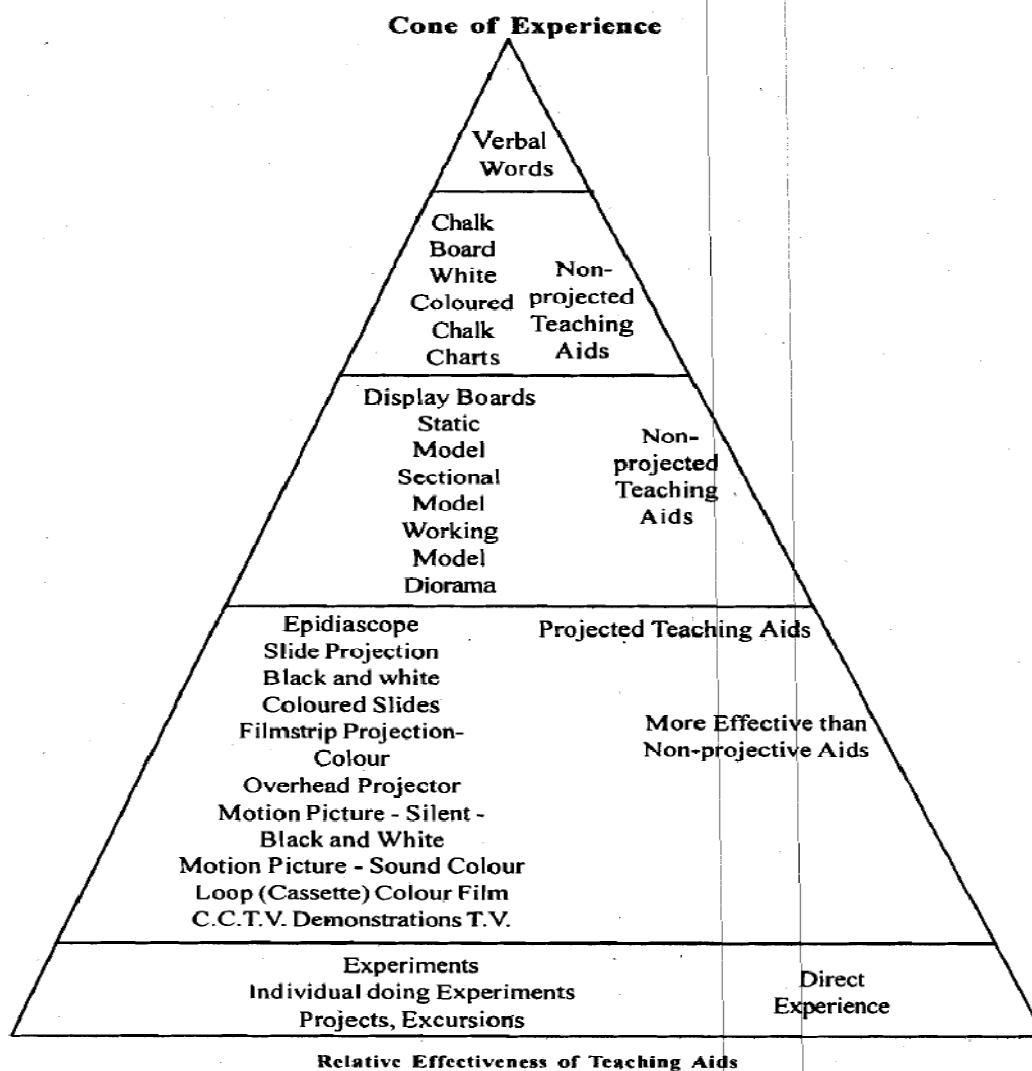 Cone of Experience
Verbal
Words
Chalk
Board
White
Coloured
Chalk
Charts
Non-
projected
Teaching
Aids
Display Boards
Static
Model
Sectional
Model
Working
Model
Diorama
Non-
projected
Teaching
Aids
Epidiascope
Slide Projection
Black and white
Coloured Slides
Filmstrip Projection-
Colour
Overhead Projector
Motion Picture - Silent -
Black and White
Motion Picture - Sound Colour
Loop (Cassette) Colour Film
C.C.T.V. Demonstrations T.V.
Projected Teaching Aids
More Effective than
Non-projective Aids
Experiments
Individual doing Experiments
Projects, Excursions
Direct
Experience
Relative Effectiveness of Teaching Aids